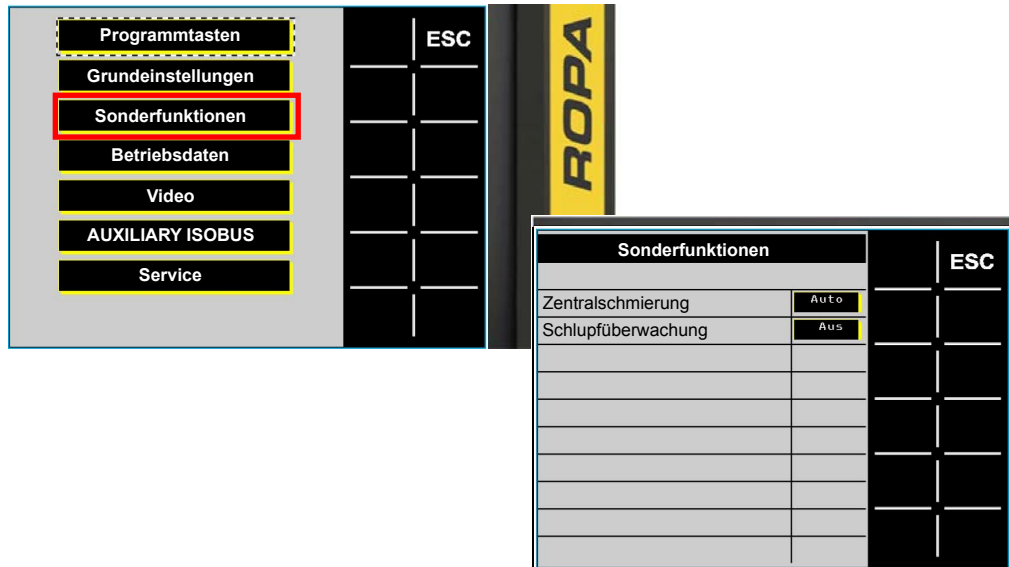 Programmtasten
ESC
Grundeinstellungen
Sonderfunktionen
Betriebsdaten
Video
AUXILIARY ISOBUS
Service
ROPA
Sonderfunktionen
ESC
Zentralschmierung Auto
Schlupfüberwachung Aus